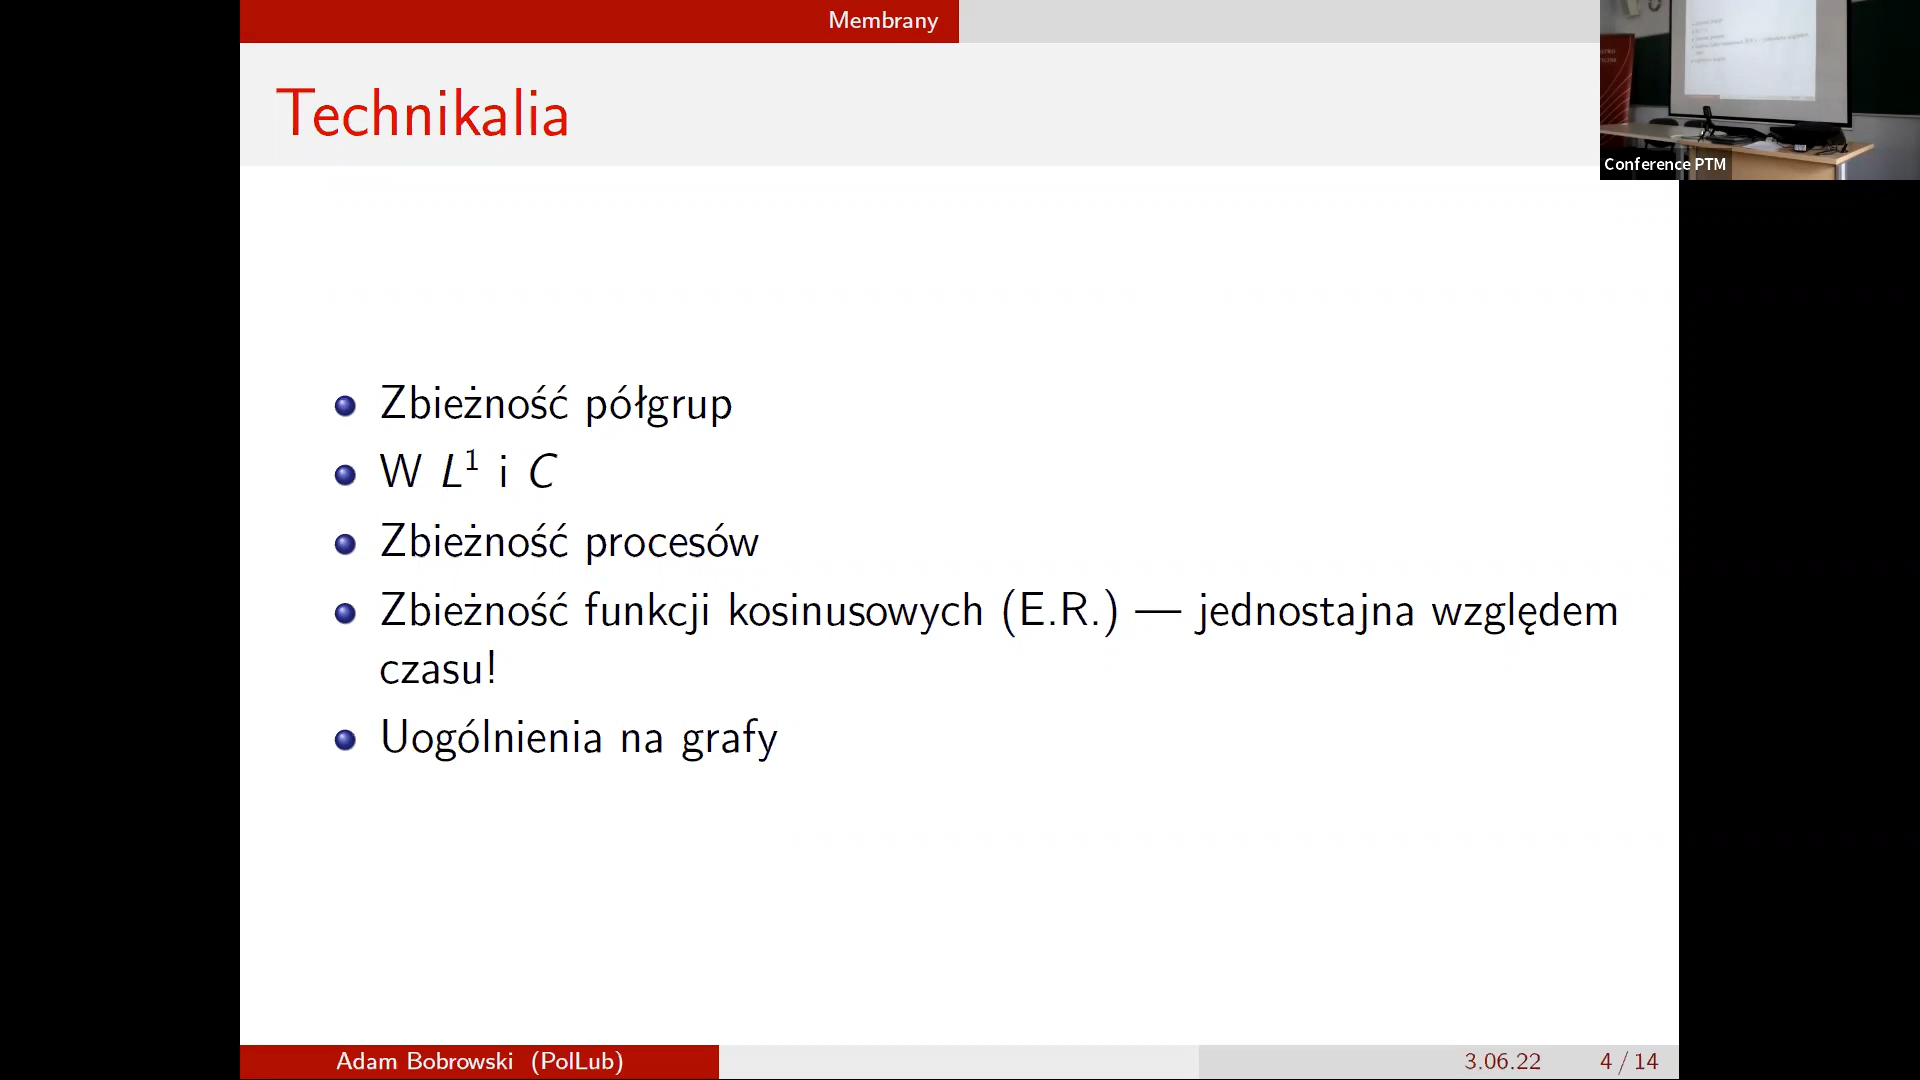 Membrany
Technikalia
Conference PTM
Zbieżność półgrup
W L¹ i C
Zbieżność procesów
Zbieżność funkcji kosinusowych (E.R.) — jednostajna względem
czasu!
Uogólnienia na grafy
Adam Bobrowski (PolLub)
3.06.22
4 / 14